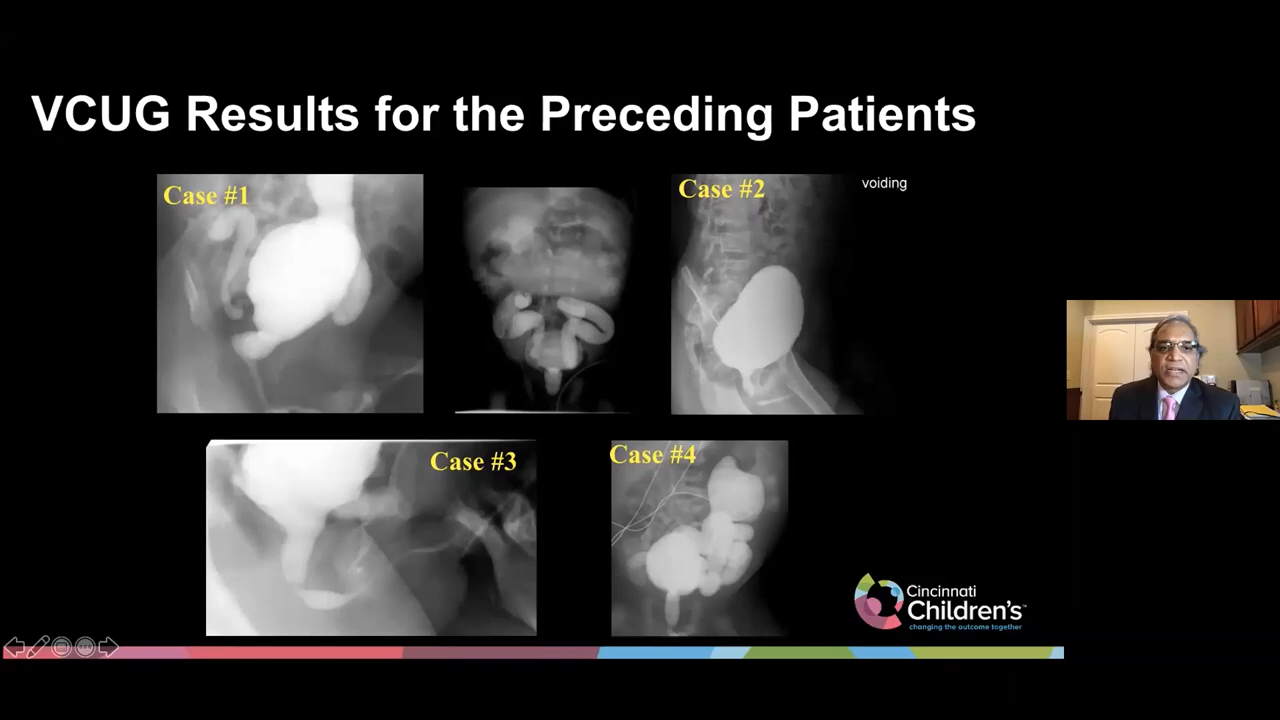 VCUG Results for the Preceding Patients
Case #1
Case #2
voiding
Case #3
Case #4
Cincinnati
Children's™
changing the outcome together